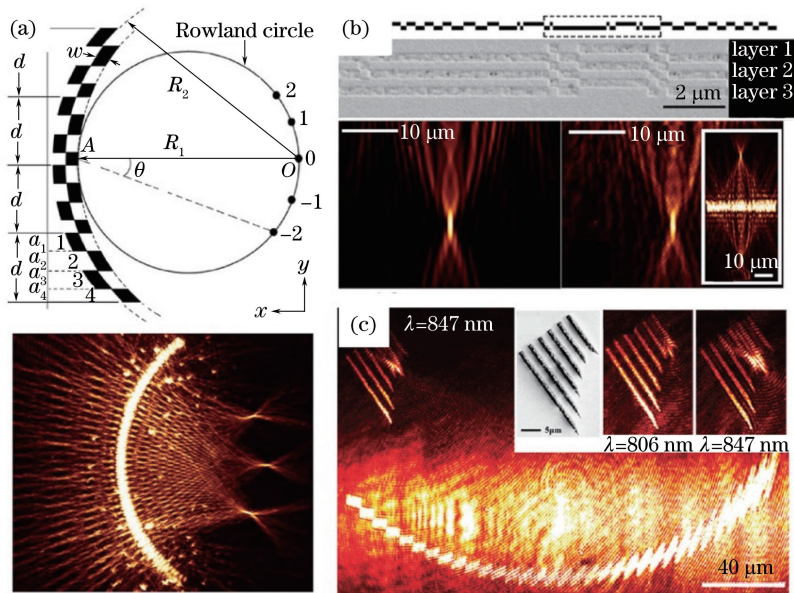 (a)
Rowland circle
w
d
R₂
2
1
d
A
R₁
0
θ
O
d
-1
-2
a₁
1
a₂
2
d
a₃
3
a₄
4
y
x
(b)
layer 1
layer 2
layer 3
2 μm
10 μm
10 μm
10 μm
(c)
λ=847 nm
5μm
λ=806 nm
λ=847 nm
40 μm